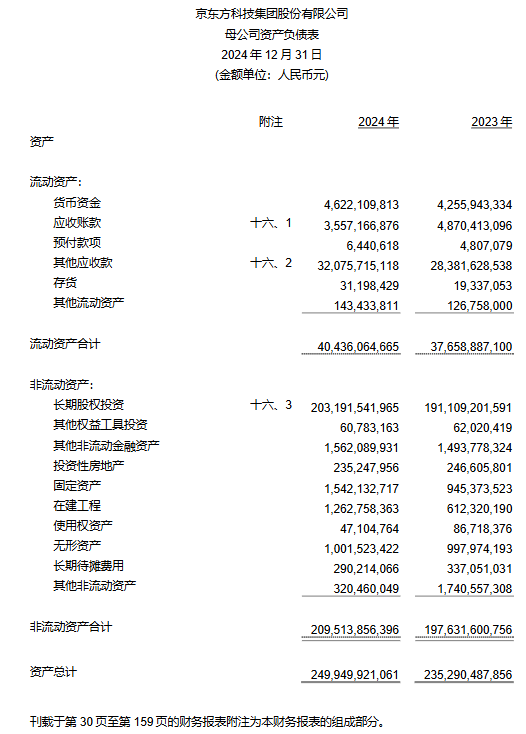 京东方科技集团股份有限公司
母公司资产负债表
2024 年 12 月 31 日
(金额单位：人民币元)
附注 2024 年 2023 年
资产
流动资产：
货币资金 4,622,109,813 4,255,943,334
应收账款 十六、1 3,557,166,876 4,870,413,096
预付款项 6,440,618 4,807,079
其他应收款 十六、2 32,075,715,118 28,381,628,538
存货 31,198,429 19,337,053
其他流动资产 143,433,811 126,758,000
流动资产合计 40,436,064,665 37,658,887,100
非流动资产：
长期股权投资 十六、3 203,191,541,965 191,109,201,591
其他权益工具投资 60,783,163 62,020,419
其他非流动金融资产 1,562,089,931 1,493,778,324
投资性房地产 235,247,956 246,605,801
固定资产 1,542,132,717 945,373,523
在建工程 1,262,758,363 612,320,190
使用权资产 47,104,764 86,718,376
无形资产 1,001,523,422 997,974,193
长期待摊费用 290,214,066 337,051,031
其他非流动资产 320,460,049 1,740,557,308
非流动资产合计 209,513,856,396 197,631,600,756
资产总计 249,949,921,061 235,290,487,856
刊载于第 30 页至第 159 页的财务报表附注为本财务报表的组成部分。